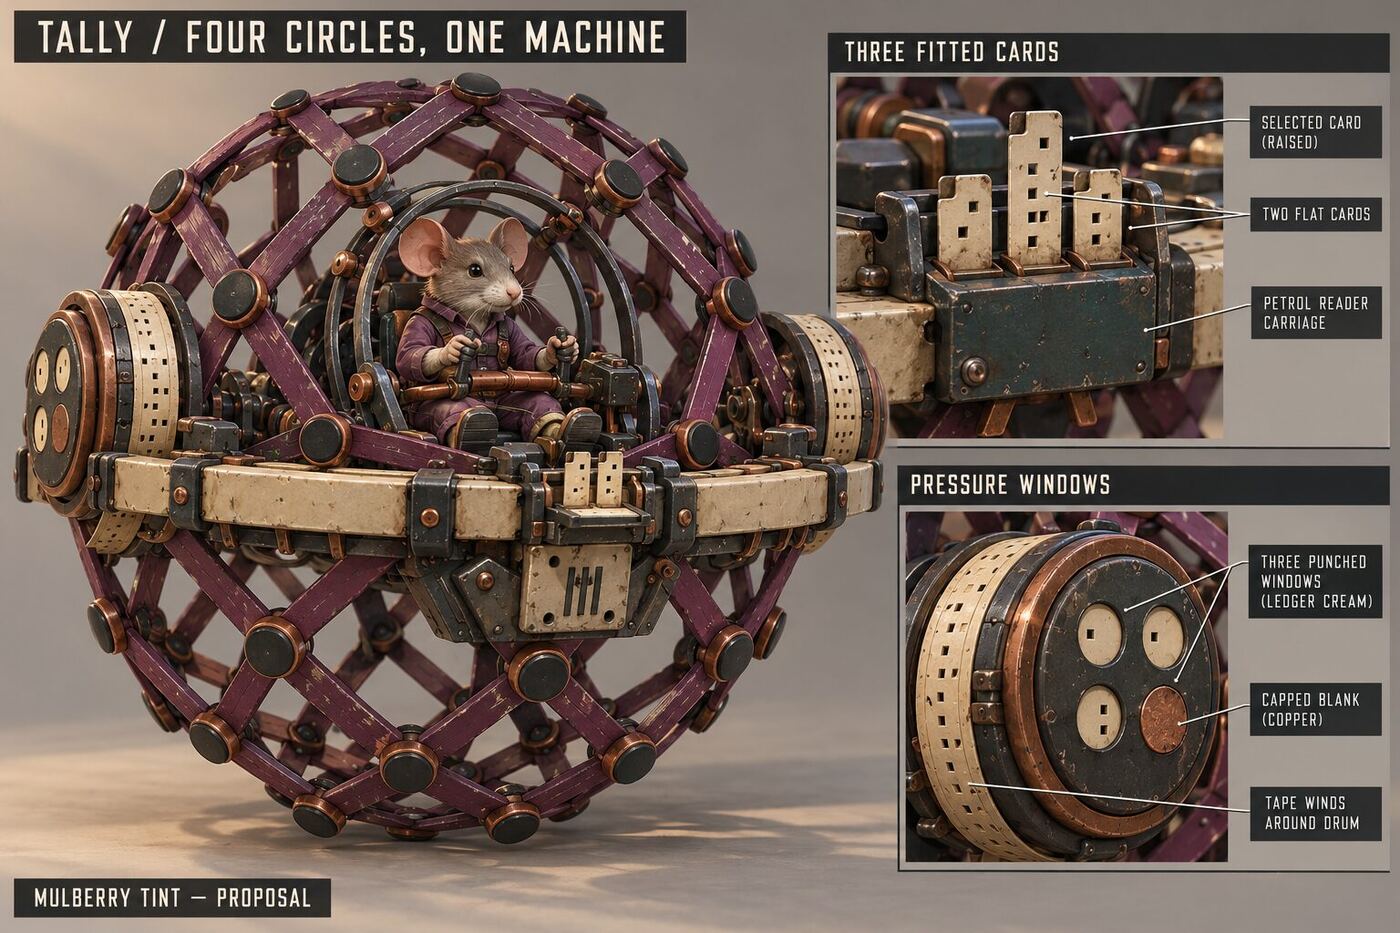 TALLY / FOUR CIRCLES, ONE MACHINE
THREE FITTED CARDS
SELECTED CARD
(RAISED)
TWO FLAT CARDS
PETROL READER
CARRIAGE
PRESSURE WINDOWS
THREE PUNCHED
WINDOWS
(LEDGER CREAM)
CAPPED BLANK
(COPPER)
TAPE WINDS
AROUND DRUM
MULBERRY TINT — PROPOSAL